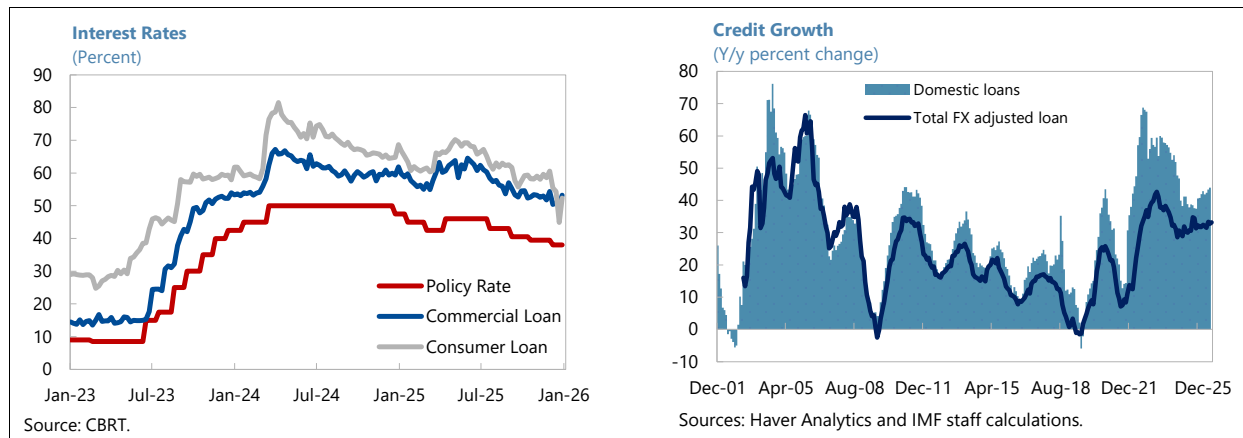 Interest Rates
(Percent)
90
80
70
60
50
40
30
20
10
0
Policy Rate
Commercial Loan
Consumer Loan
Jan-23 Jul-23 Jan-24 Jul-24 Jan-25 Jul-25 Jan-26
Source: CBRT.
Credit Growth
(Y/y percent change)
80
70
60
50
40
30
20
10
0
-10
Domestic loans
Total FX adjusted loan
Dec-01 Apr-05 Aug-08 Dec-11 Apr-15 Aug-18 Dec-21 Dec-25
Sources: Haver Analytics and IMF staff calculations.